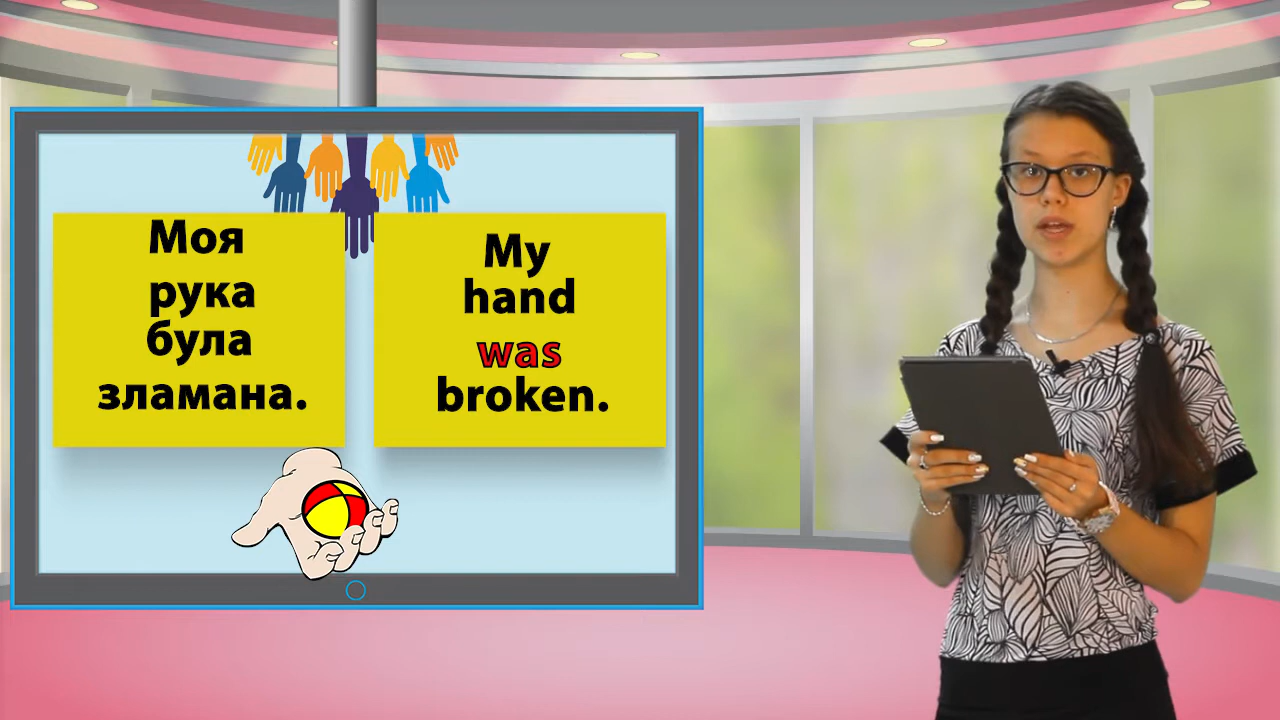 Моя
рука
була
зламана.
My
hand
was
broken.